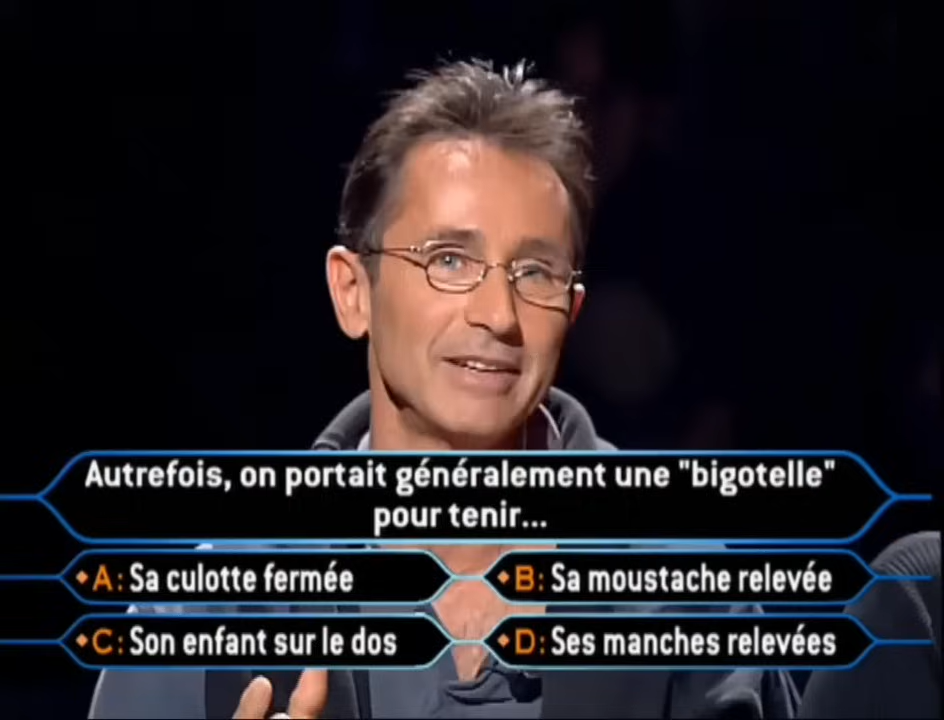 Autrefois, on portait généralement une "bigotelle"
pour tenir...
A: Sa culotte fermée
B: Sa moustache relevée
C: Son enfant sur le dos
D: Ses manches relevées